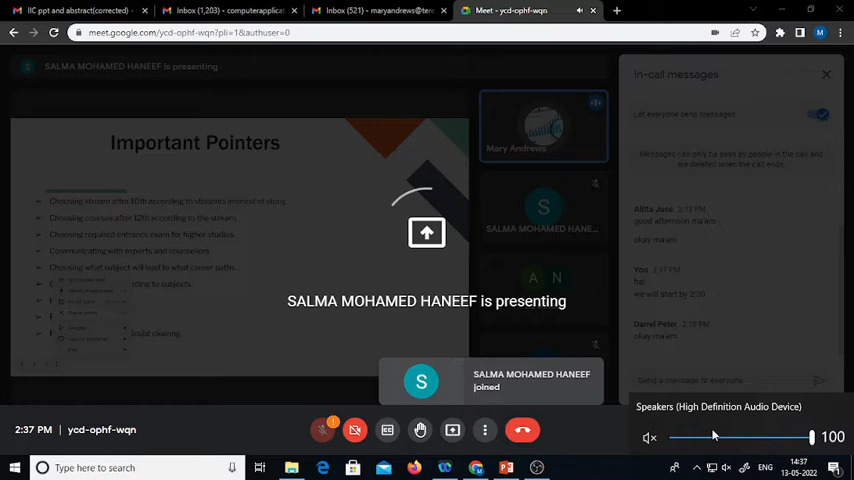 IIC ppt and abstract(corrected)
Inbox (1,203) - computerapplicat
Inbox (521) - maryandrews@tere
Meet - ycd-ophf-wqn
meet.google.com/ycd-ophf-wqn?pli=1&authuser=0
M
SALMA MOHAMED HANEEF is presenting
In-call messages
Let everyone send messages
Messages can only be seen by people in the call and
are deleted when the call ends.
Important Pointers
Choosing stream after 10th according to students interest of study.
Choosing courses after 12th according to the stream.
Choosing required entrance exam for higher studies.
Communicating with experts and counsellors.
Choosing what subject will lead to what career paths.
to subjects.
doubt clearing.
Mary Andrews
S
SALMA MOHAMED HANEE...
A N
SALMA MOHAMED HANEEF is presenting
S
SALMA MOHAMED HANEEF
joined
Alitta Jose 2:13 PM
good afternoon ma'am
okay ma'am
You 2:17 PM
hai
we will start by 2:30
Darrel Peter 2:18 PM
okay ma'am
Send a message to everyone
Speakers (High Definition Audio Device)
100
2:37 PM | ycd-ophf-wqn
Type here to search
ENG
14:37
13-05-2022